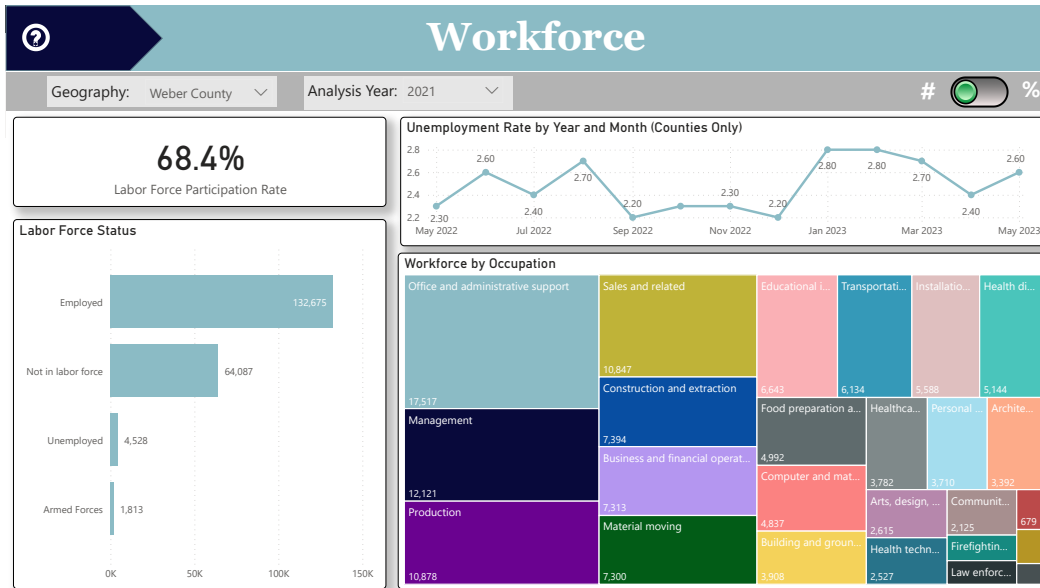 Workforce
Geography: Weber County
Analysis Year: 2021
# %
68.4%
Labor Force Participation Rate
Unemployment Rate by Year and Month (Counties Only)
2.8
2.6
2.4
2.2
2.30
2.60
2.40
2.70
2.20
2.30
2.20
2.80
2.80
2.70
2.40
2.60
May 2022 Jul 2022 Sep 2022 Nov 2022 Jan 2023 Mar 2023 May 2023
Labor Force Status
Employed 132,675
Not in labor force 64,087
Unemployed 4,528
Armed Forces 1,813
0K 50K 100K 150K
Workforce by Occupation
Office and administrative support
17,517
Management
12,121
Production
10,878
Sales and related
10,847
Construction and extraction
7,394
Business and financial operat...
7,313
Material moving
7,300
Educational i...
6,643
Transportati...
6,134
Installatio...
5,588
Health di...
5,144
Food preparation a...
4,992
Computer and mat...
4,837
Building and groun...
3,908
Healthca...
3,782
Personal ...
3,710
Archite...
3,392
Arts, design, ...
2,615
Health techn...
2,527
Communit...
2,125
Firefightin...
Law enforc...
679